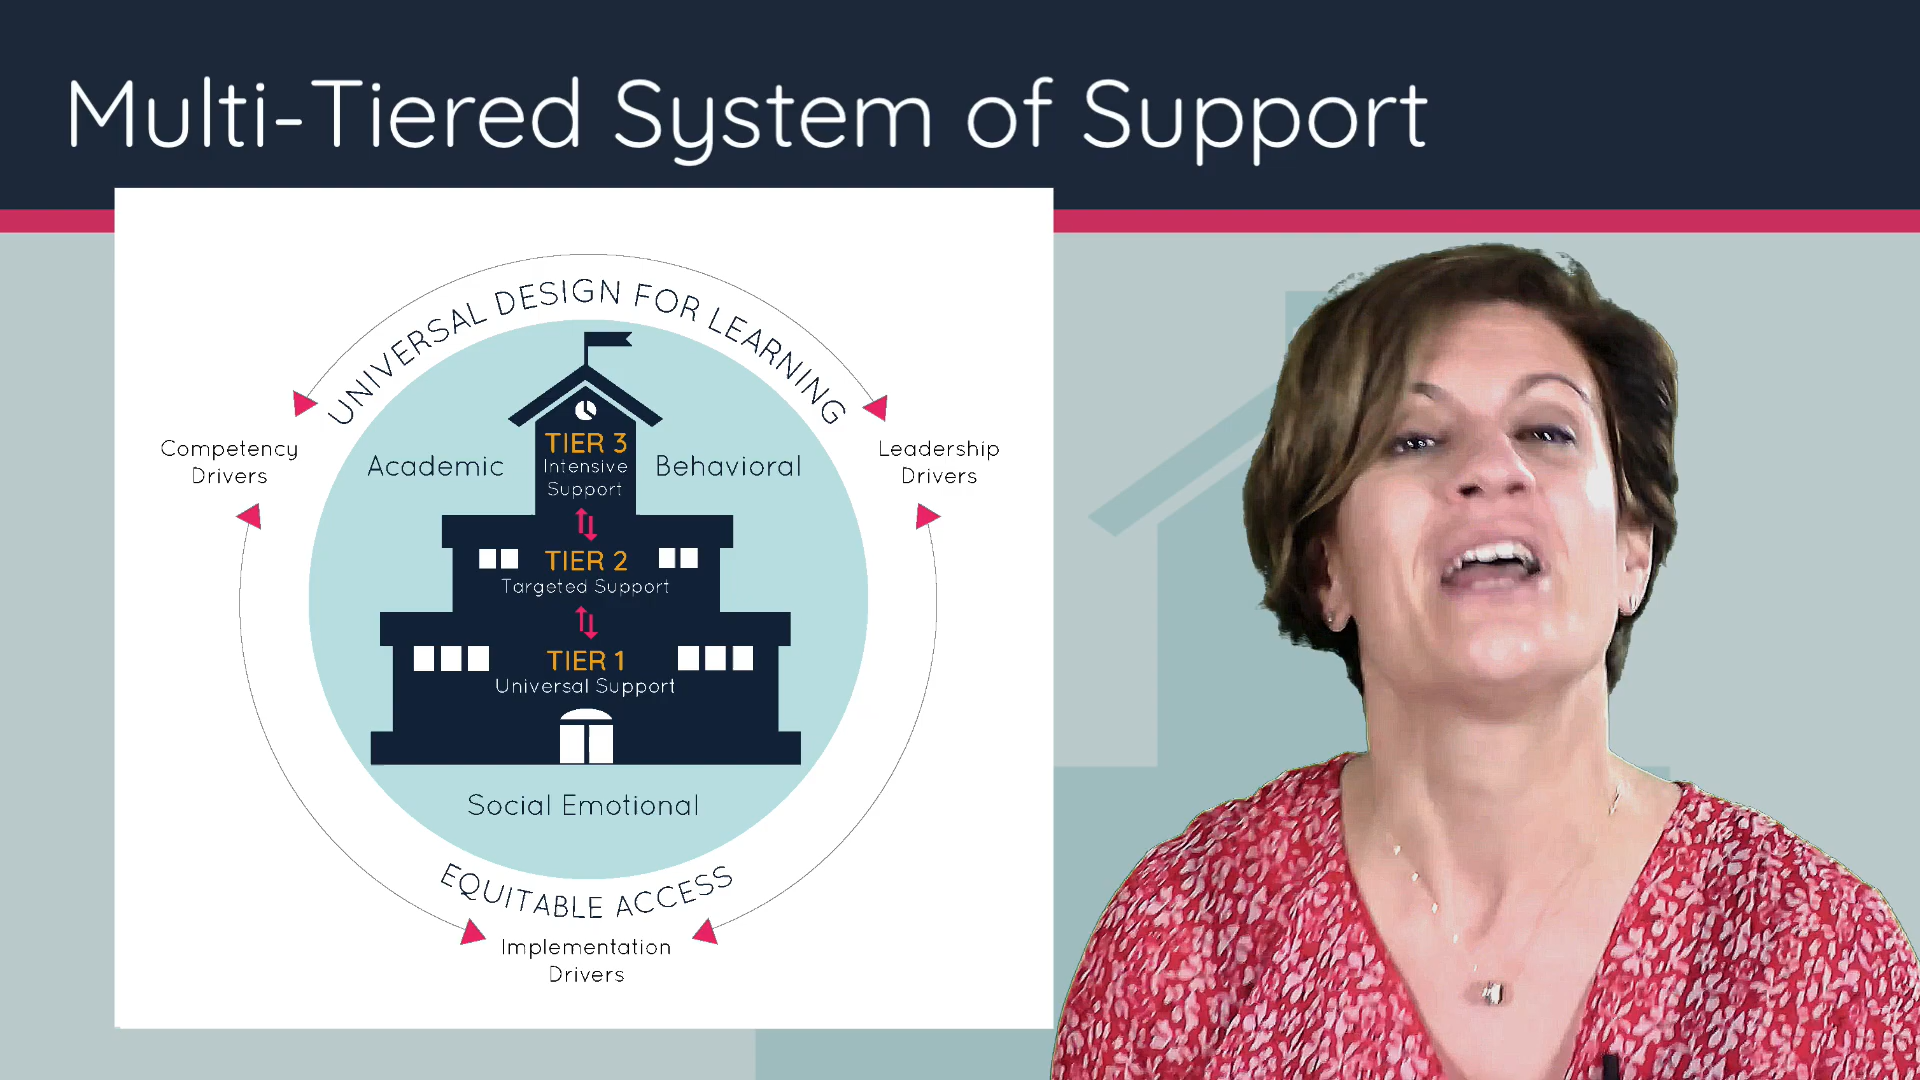 Multi-Tiered System of Support
UNIVERSAL DESIGN FOR LEARNING
Competency
Drivers
Leadership
Drivers
Academic
Behavioral
TIER 3
Intensive
Support
TIER 2
Targeted Support
TIER 1
Universal Support
Social Emotional
EQUITABLE ACCESS
Implementation
Drivers